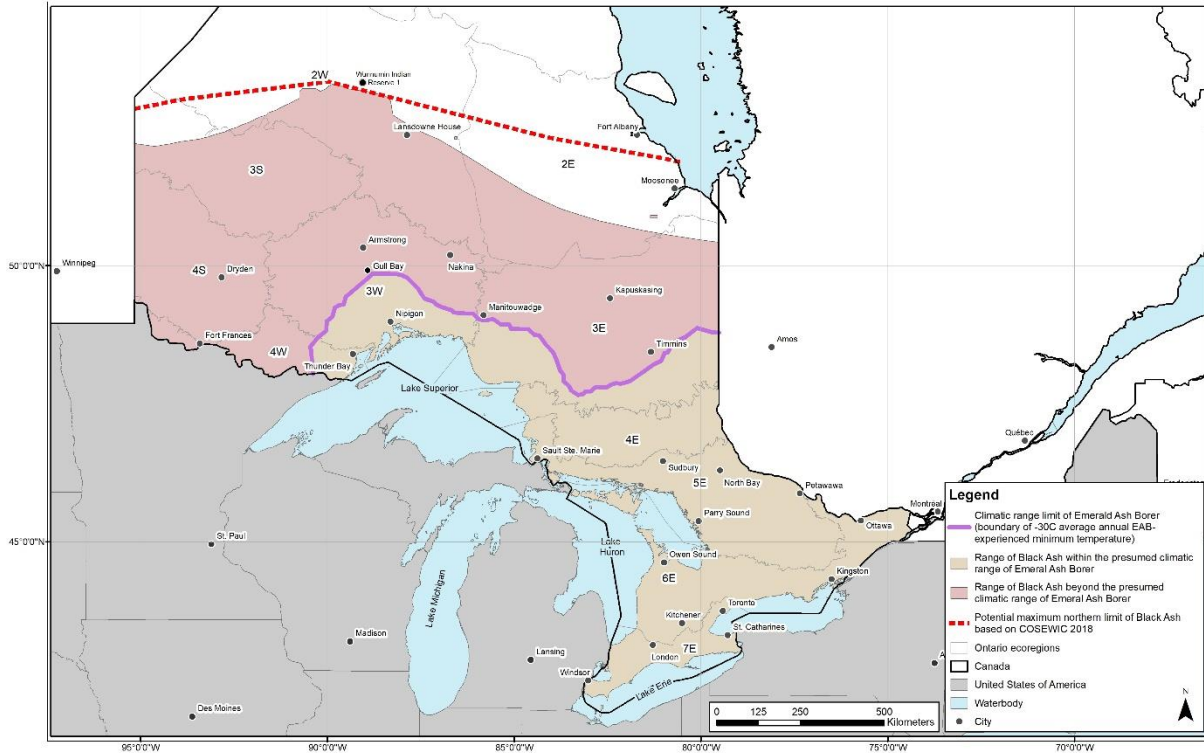 2W
Wunnumin Indian
Reserve 1
Lansdowne House
Fort Albany
2E
Moosonee
3S
Armstrong
Nakina
Winnipeg
50°0'0"N
50°0'0"N
4S
Dryden
Gull Bay
3W
Kapuskasing
Nipigon
Manitouwadge
3E
Fort Frances
4W
Thunder Bay
Timmins
Amos
Lake Superior
4E
Québec
Sault Ste. Marie
Sudbury
5E
North Bay
Petawawa
Montréal
Parry Sound
Ottawa
St. Paul
45°0'0"N
Lake
Huron
Owen Sound
6E
Kingston
Lake Michigan
Toronto
Kitchener
St. Catharines
Madison
Lansing
London
7E
Windsor
Lake Erie
Des Moines
Legend
Climatic range limit of Emerald Ash Borer
(boundary of -30C average annual EAB-
experienced minimum temperature)
Range of Black Ash within the presumed climatic
range of Emeral Ash Borer
Range of Black Ash beyond the presumed
climatic range of Emeral Ash Borer
Potential maximum northern limit of Black Ash
based on COSEWIC 2018
Ontario ecoregions
Canada
United States of America
Waterbody
City
N
0 125 250 500
Kilometers
95°0'0"W 90°0'0"W 85°0'0"W 80°0'0"W 75°0'0"W 70°0'0"W